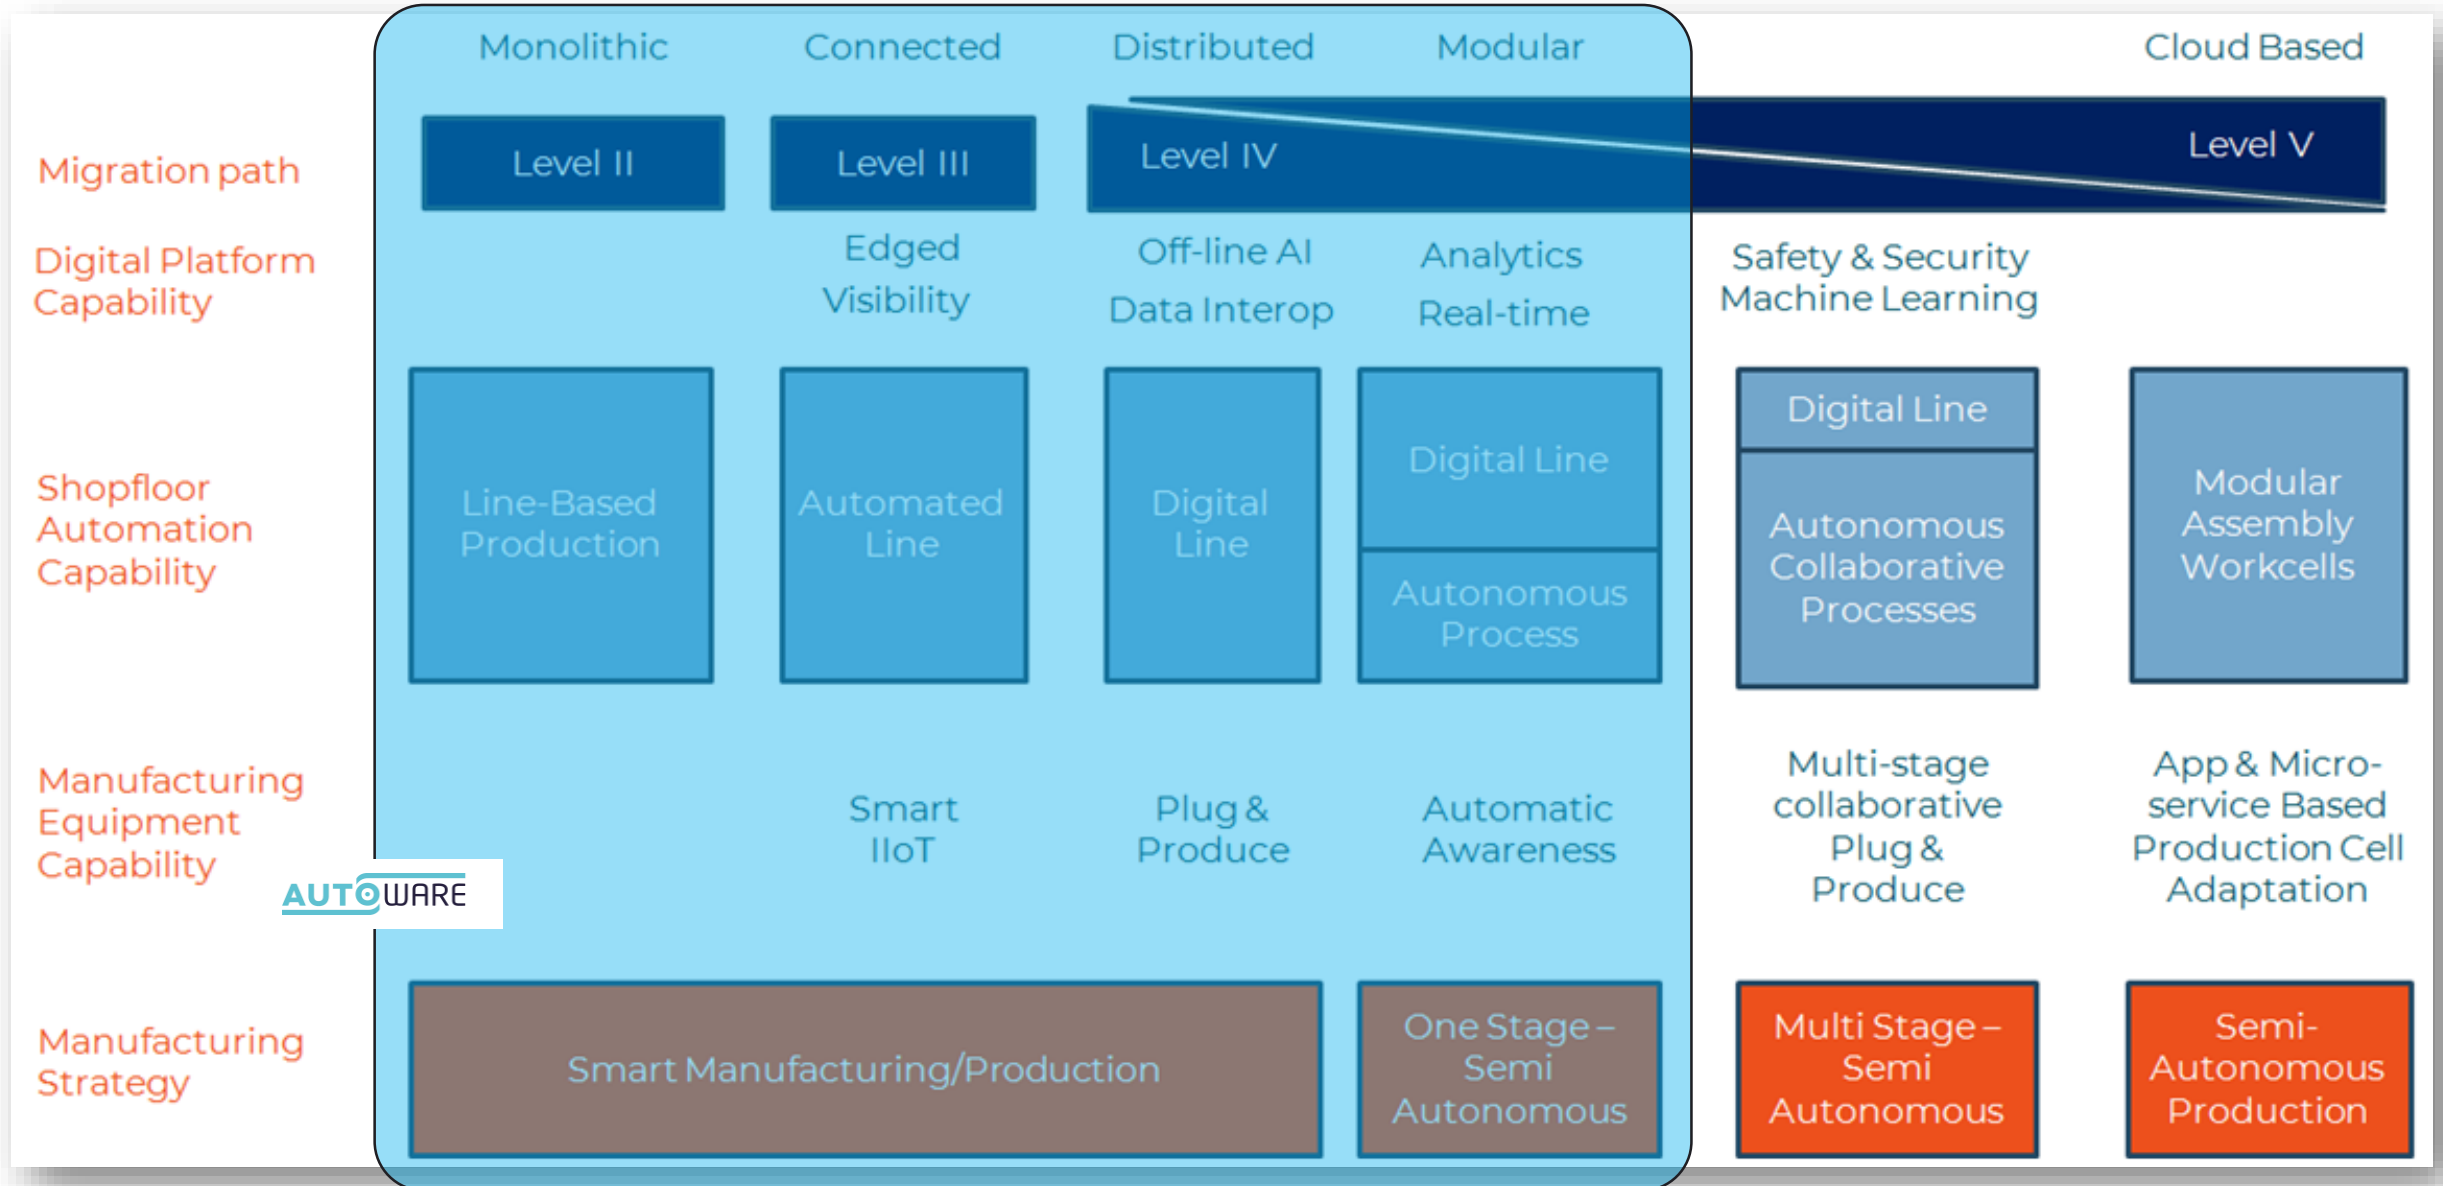 Monolithic
Connected
Distributed
Modular
Cloud Based
Migration path
Level II
Level III
Level IV
Level V
Digital Platform
Capability
Edged
Visibility
Off-line AI
Data Interop
Analytics
Real-time
Safety & Security
Machine Learning
Shopfloor
Automation
Capability
Line-Based
Production
Automated
Line
Digital
Line
Digital Line
Autonomous
Process
Digital Line
Autonomous
Collaborative
Processes
Modular
Assembly
Workcells
Manufacturing
Equipment
Capability
Smart
IIoT
Plug &
Produce
Automatic
Awareness
Multi-stage
collaborative
Plug &
Produce
App & Micro-
service Based
Production Cell
Adaptation
AUTOWARE
Manufacturing
Strategy
Smart Manufacturing/Production
One Stage –
Semi
Autonomous
Multi Stage –
Semi
Autonomous
Semi-
Autonomous
Production